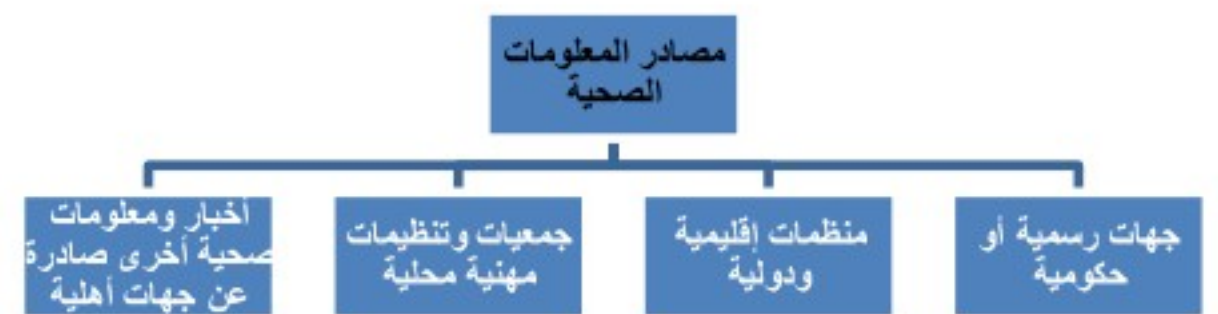 مصادر المعلومات
الصحية
جهات رسمية أو
حكومية
منظمات إقليمية
ودولية
جمعيات وتنظيمات
مهنية محلية
أخبار ومعلومات
صحية أخرى صادرة
عن جهات أهلية